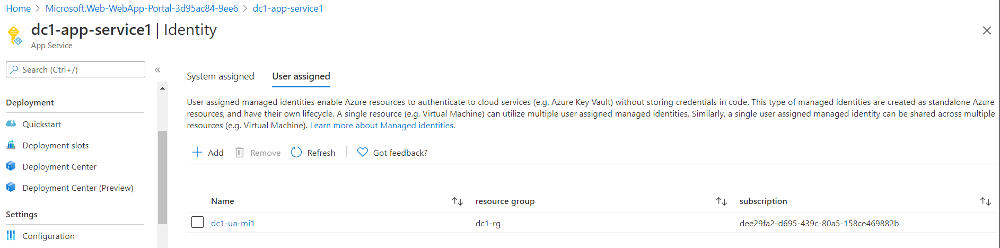 Home > Microsoft.Web-WebApp-Portal-3d95ac84-9ee6 > dc1-app-service1
dc1-app-service1 | Identity
App Service
Search (Ctrl+/)
«
Deployment
Quickstart
Deployment slots
Deployment Center
Deployment Center (Preview)
Settings
Configuration
System assigned User assigned
User assigned managed identities enable Azure resources to authenticate to cloud services (e.g. Azure Key Vault) without storing credentials in code. This type of managed identities are created as standalone Azure
resources, and have their own lifecycle. A single resource (e.g. Virtual Machine) can utilize multiple user assigned managed identities. Similarly, a single user assigned managed identity can be shared across multiple
resources (e.g. Virtual Machine). Learn more about Managed identities.
Add Remove Refresh Got feedback?
Name resource group subscription
dc1-ua-mi1 dc1-rg dee29fa2-d695-439c-80a5-158ce469882b